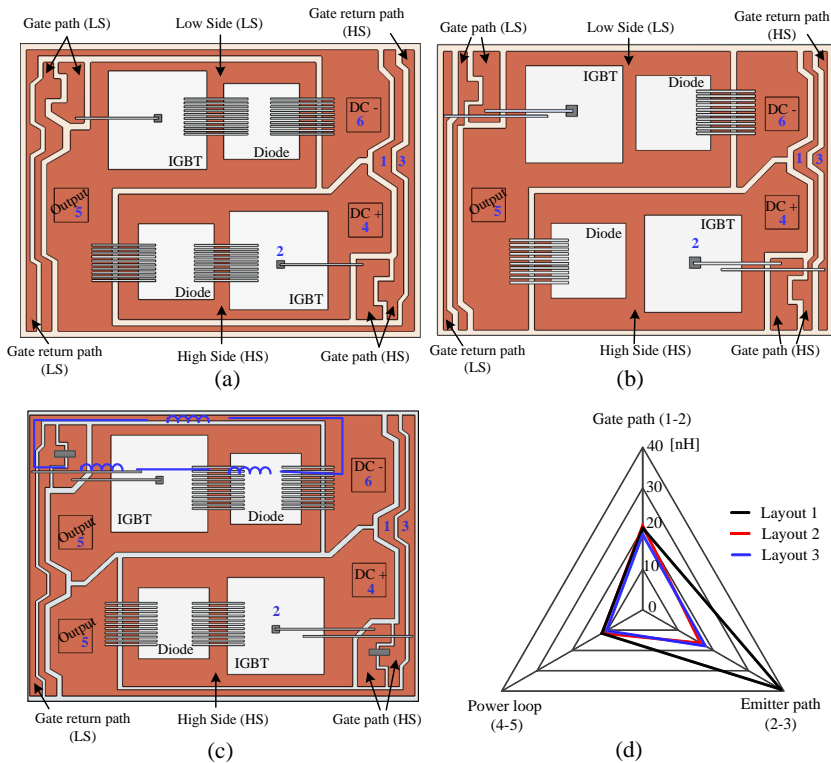 Gate path (LS)
Low Side (LS)
Gate return path
(HS)
IGBT
Diode
DC -
6
1
3
Output
5
DC +
4
2
Diode
IGBT
Gate return path
(LS)
High Side (HS)
Gate path (HS)
(a)
Gate path (LS)
Low Side (LS)
Gate return path
(HS)
IGBT
Diode
DC -
6
1
3
Output
5
DC +
4
Diode
IGBT
2
Gate return path
(LS)
High Side (HS)
Gate path (HS)
(b)
IGBT
Diode
DC -
6
Output
5
1
3
DC +
4
2
Output
5
Diode
IGBT
Gate return path
(LS)
High Side (HS)
Gate path (HS)
(c)
Gate path (1-2)
40
[nH]
30
20
10
0
Layout 1
Layout 2
Layout 3
Power loop
(4-5)
Emitter path
(2-3)
(d)